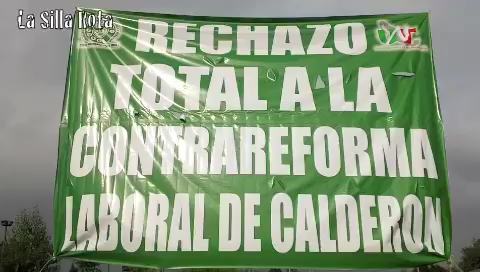 La Silla Rota
RECHAZO
TOTAL A LA
CONTRAREFORMA
LABORAL DE CALDERON